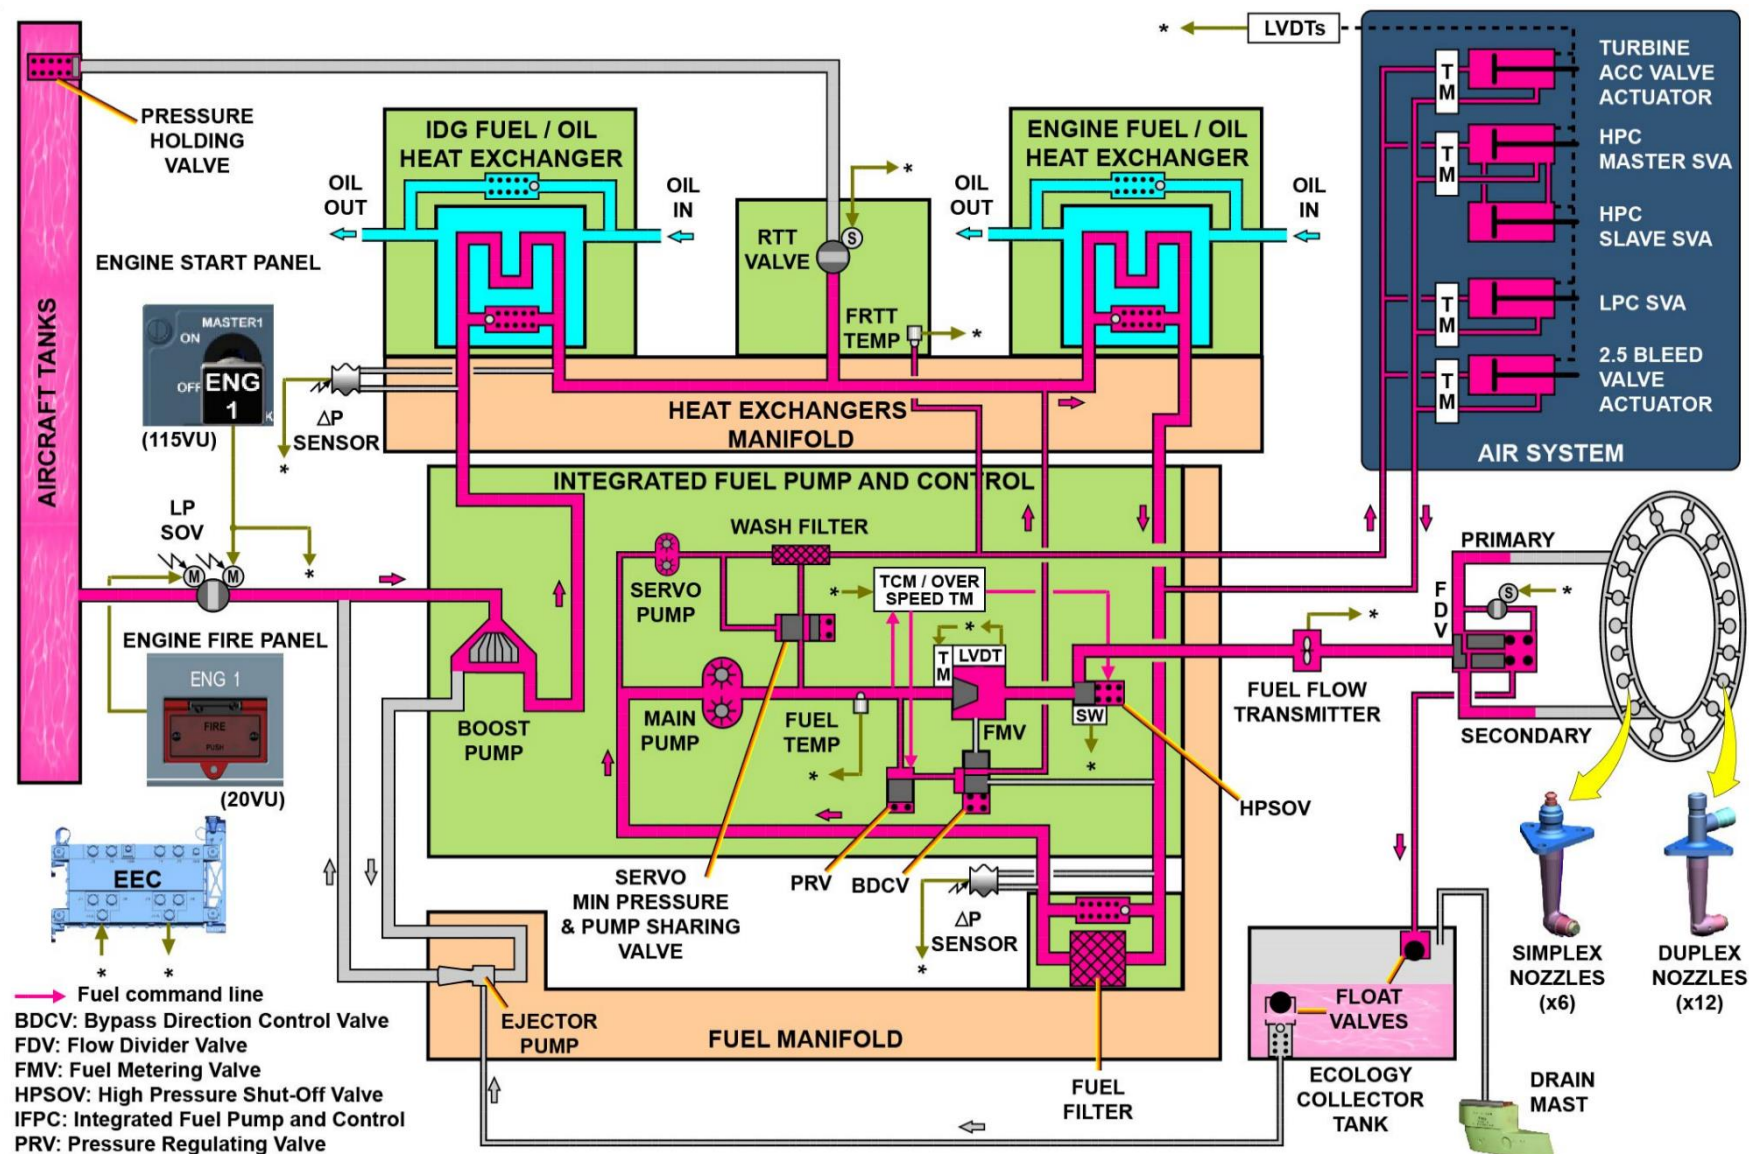 LVDTs
*
TURBINE
ACC VALVE
ACTUATOR
TM
HPC
MASTER SVA
TM
HPC
SLAVE SVA
LPC SVA
TM
2.5 BLEED
VALVE
ACTUATOR
TM
AIR SYSTEM
PRESSURE
HOLDING
VALVE
AIRCRAFT TANKS
IDG FUEL / OIL
HEAT EXCHANGER
OIL
OUT
OIL
IN
RTT
VALVE
S
*
FRTT
TEMP
*
ENGINE FUEL / OIL
HEAT EXCHANGER
OIL
OUT
OIL
IN
ENGINE START PANEL
MASTER1
ON
OFF
ENG
1
(115VU)
ΔP
SENSOR
*
HEAT EXCHANGERS
MANIFOLD
LP
SOV
M
M
*
ENGINE FIRE PANEL
ENG 1
FIRE
PUSH
(20VU)
INTEGRATED FUEL PUMP AND CONTROL
WASH FILTER
SERVO
PUMP
*
TCM / OVER
SPEED TM
BOOST
PUMP
MAIN
PUMP
FUEL
TEMP
*
TM
*
LVDT
FMV
SW
*
HPSOV
FUEL FLOW
TRANSMITTER
*
PRIMARY
FDV
S
*
SECONDARY
SERVO
MIN PRESSURE
& PUMP SHARING
VALVE
PRV
BDCV
ΔP
SENSOR
*
EEC
*
*
EJECTOR
PUMP
FUEL MANIFOLD
FUEL
FILTER
FLOAT
VALVES
ECOLOGY
COLLECTOR
TANK
DRAIN
MAST
SIMPLEX
NOZZLES
(x6)
DUPLEX
NOZZLES
(x12)
Fuel command line
BDCV: Bypass Direction Control Valve
FDV: Flow Divider Valve
FMV: Fuel Metering Valve
HPSOV: High Pressure Shut-Off Valve
IFPC: Integrated Fuel Pump and Control
PRV: Pressure Regulating Valve